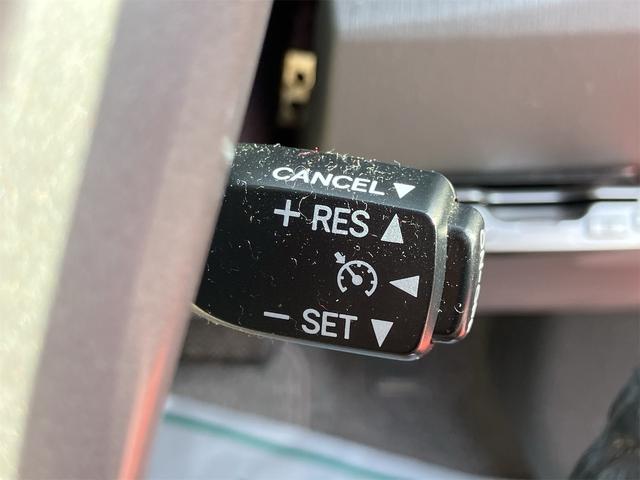 CANCEL ▼
+ RES ▲
◀
− SET ▼